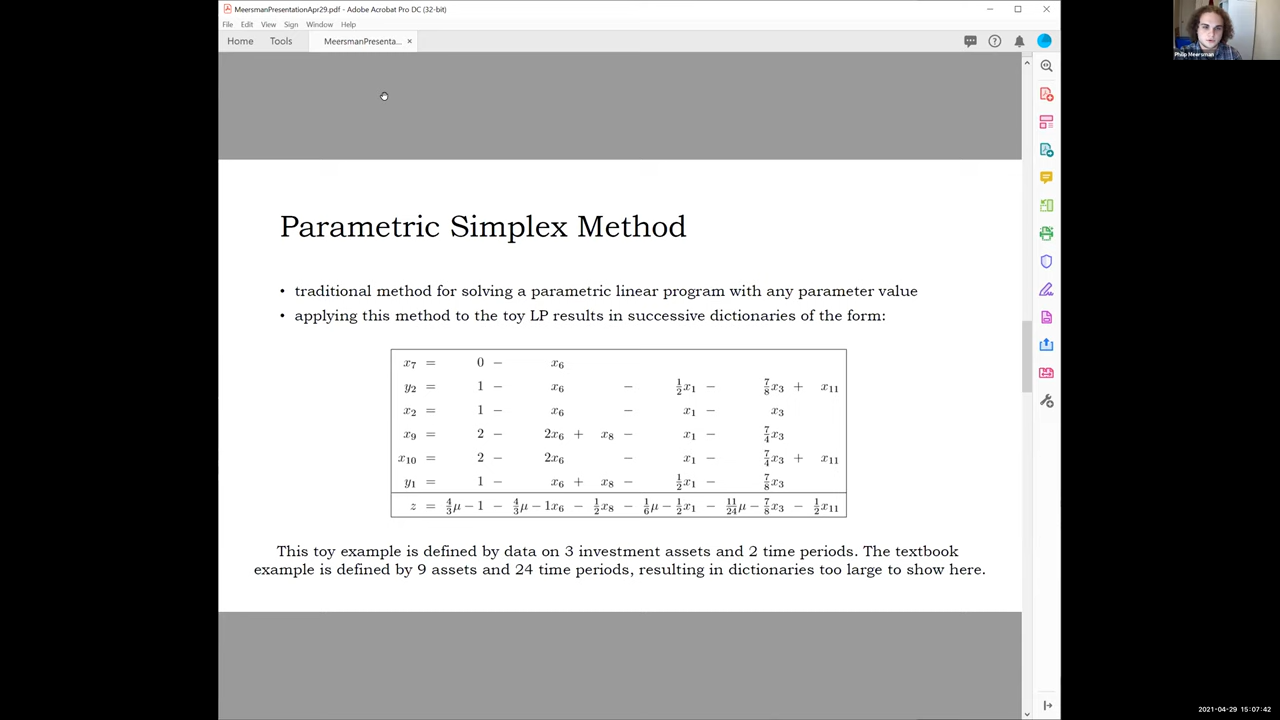 MeersmanPresentationApr29.pdf - Adobe Acrobat Pro DC (32-bit)
File Edit View Sign Window Help
Home Tools MeersmanPresenta... ×
Philip Meersman
Parametric Simplex Method
• traditional method for solving a parametric linear program with any parameter value
• applying this method to the toy LP results in successive dictionaries of the form:
x₇ = 0 − x₆
y₂ = 1 − x₆ − ½x₁ − ⅞x₃ + x₁₁
x₂ = 1 − x₆ − x₁ − x₃
x₉ = 2 − 2x₆ + x₈ − x₁ − 7/4x₃
x₁₀ = 2 − 2x₆ − x₁ − 7/4x₃ + x₁₁
y₁ = 1 − x₆ + x₈ − ½x₁ − ⅞x₃
z = 4/3μ − 1 − 4/3μ − 1x₆ − ½x₈ − 1/6μ − ½x₁ − 11/24μ − ⅞x₃ − ½x₁₁
This toy example is defined by data on 3 investment assets and 2 time periods. The textbook
example is defined by 9 assets and 24 time periods, resulting in dictionaries too large to show here.
2021-04-29 15:07:42